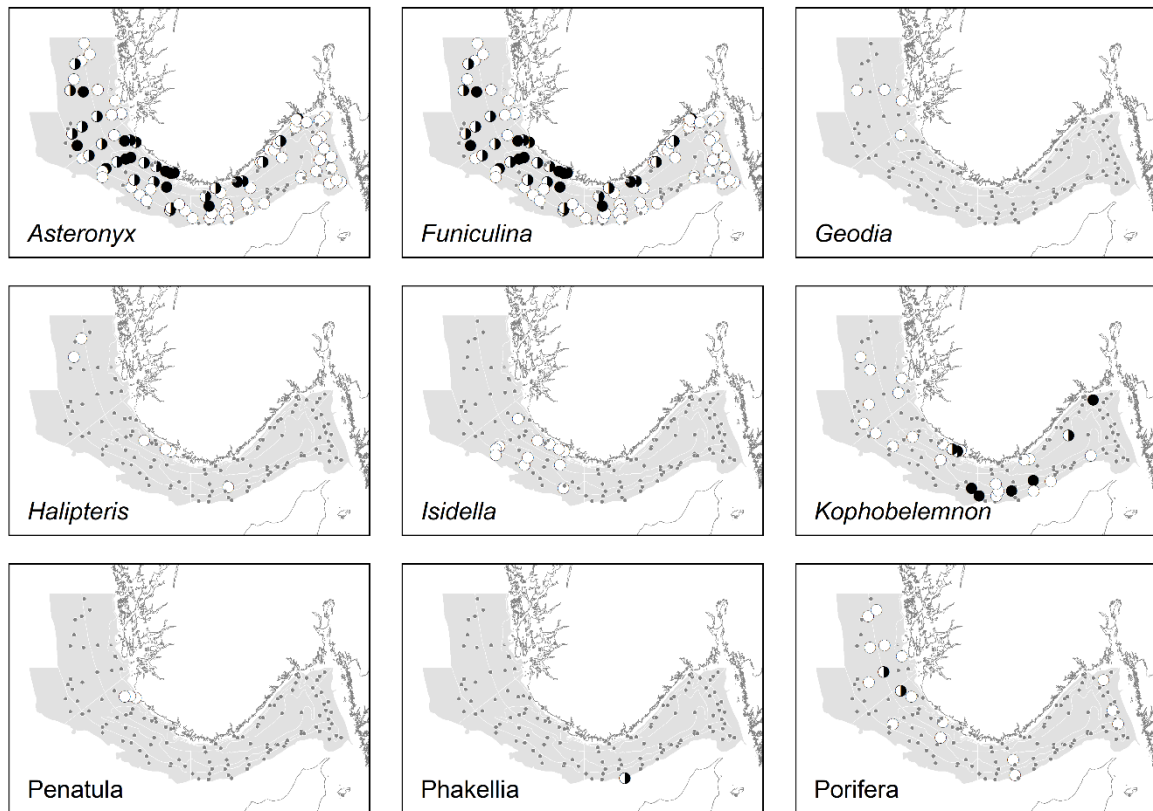 Asteronyx
Funiculina
Geodia
Halipteris
Isidella
Kophobelemnon
Penatula
Phakellia
Porifera